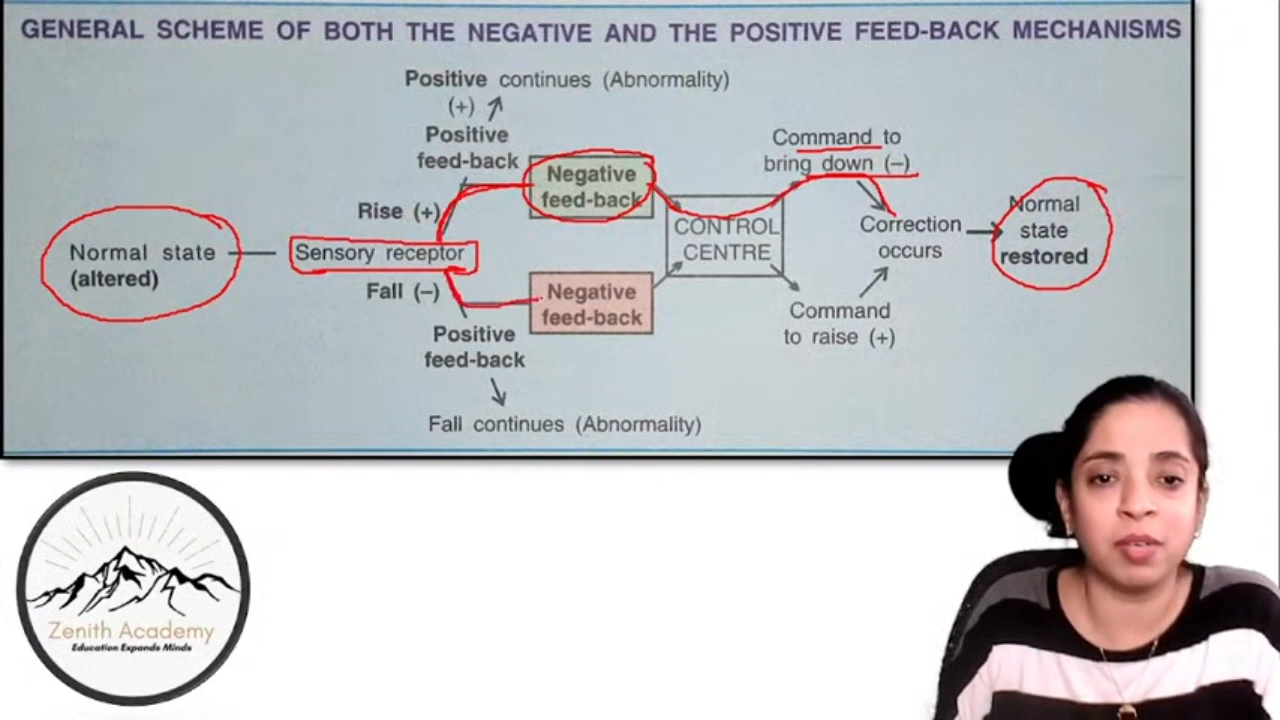 GENERAL SCHEME OF BOTH THE NEGATIVE AND THE POSITIVE FEED-BACK MECHANISMS
Positive continues (Abnormality)
(+)
Positive
feed-back
Rise (+)
Negative
feed-back
Command to
bring down (–)
Normal state
(altered)
Sensory receptor
CONTROL
CENTRE
Correction
occurs
Normal
state
restored
Fall (–)
Negative
feed-back
Command
to raise (+)
Positive
feed-back
Fall continues (Abnormality)
Zenith Academy
Education Expands Minds